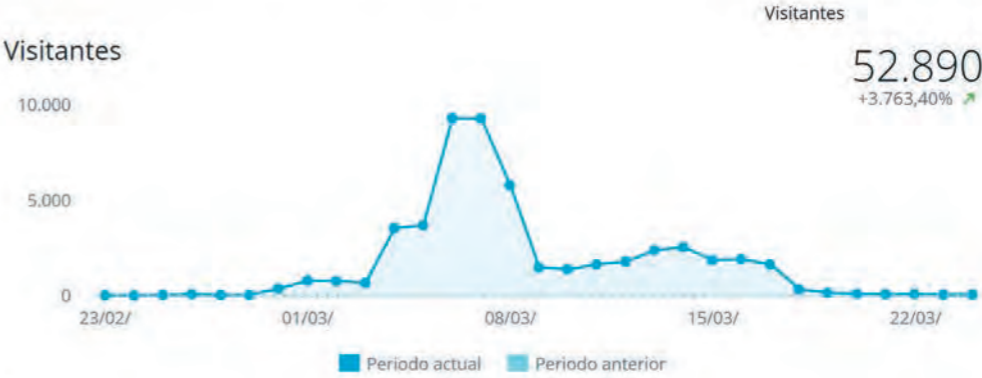 Visitantes
Visitantes
52.890
+3.763,40%
10.000
5.000
0
23/02/ 01/03/ 08/03/ 15/03/ 22/03/
Periodo actual Periodo anterior